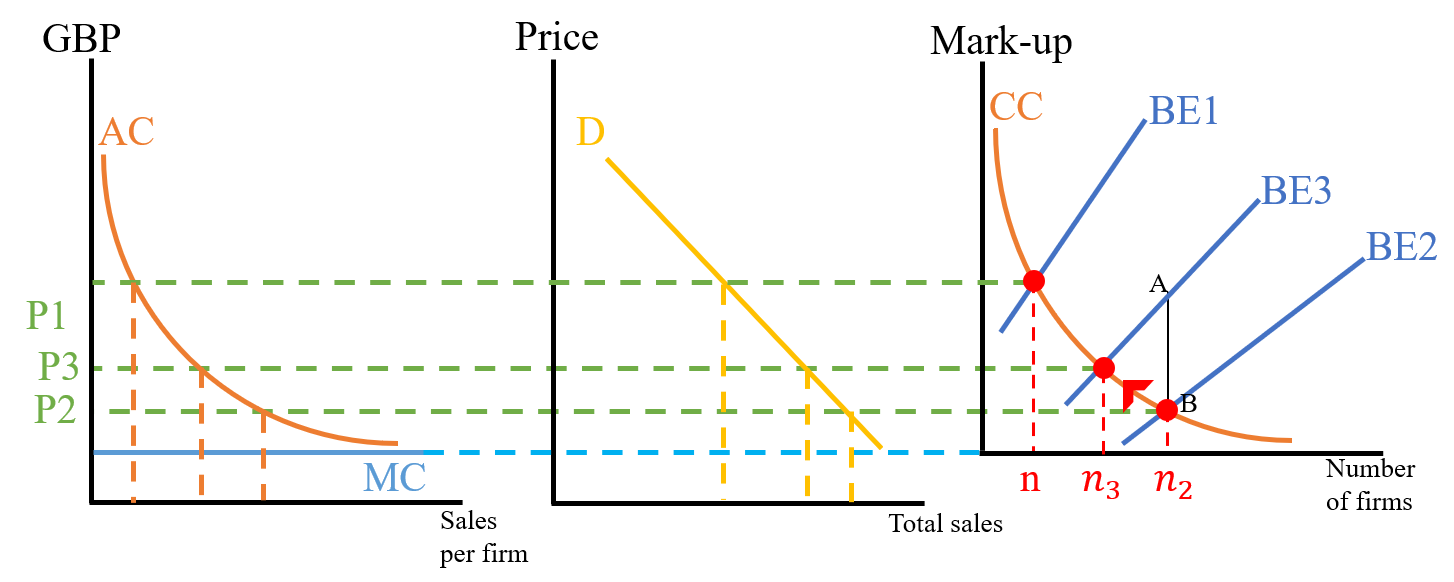 GBP
AC
P1
P3
P2
MC
Sales
per firm
Price
D
Total sales
Mark-up
CC
BE1
BE3
BE2
A
B
n
n₃
n₂
Number
of firms